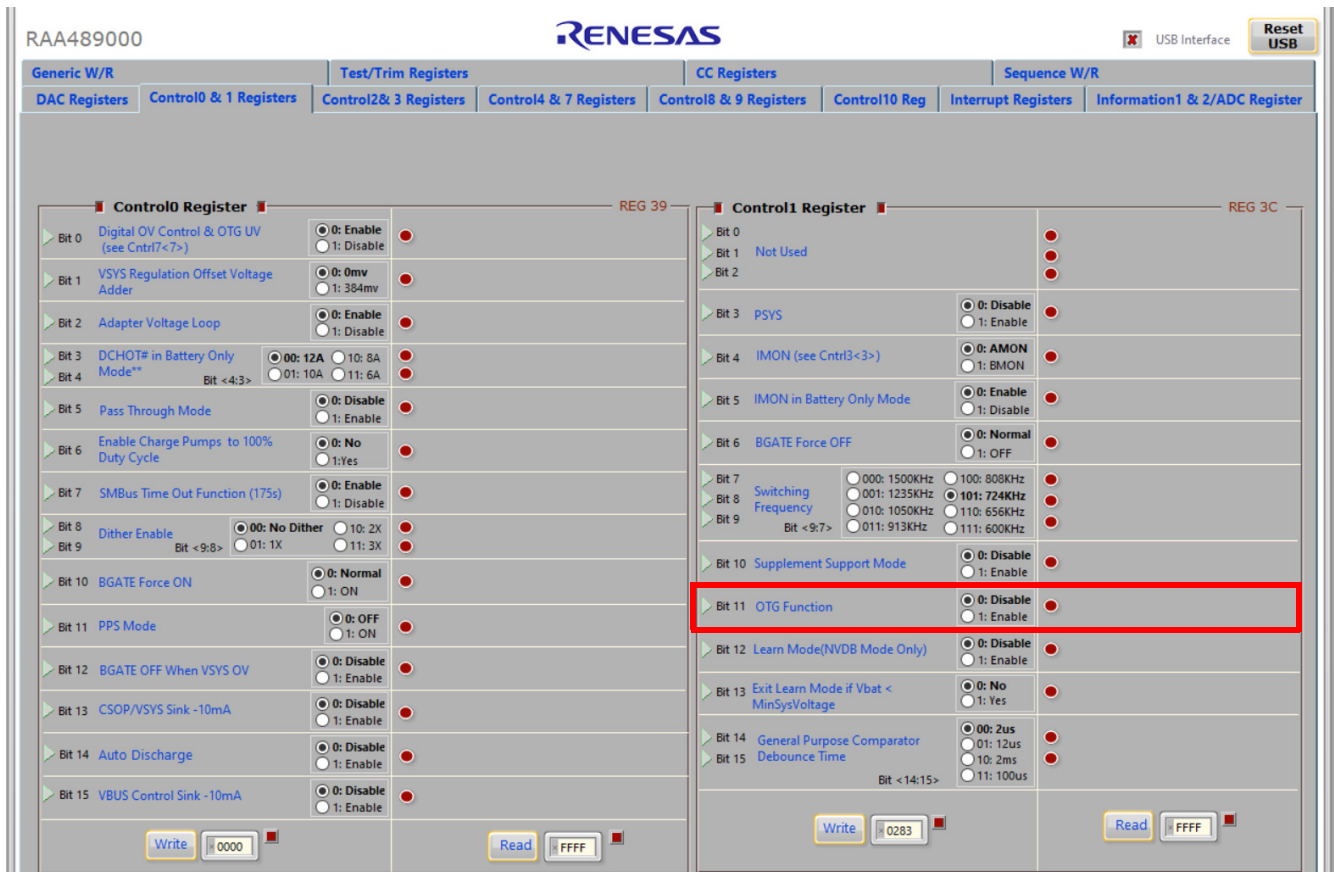 RAA489000
RENESAS
USB Interface
Reset
USB
Generic W/R
Test/Trim Registers
CC Registers
Sequence W/R
DAC Registers
Control0 & 1 Registers
Control2& 3 Registers
Control4 & 7 Registers
Control8 & 9 Registers
Control10 Reg
Interrupt Registers
Information1 & 2/ADC Register
Control0 Register
REG 39
Bit 0
Digital OV Control & OTG UV
(see Cntrl7<7>)
0: Enable
1: Disable
Bit 1
VSYS Regulation Offset Voltage
Adder
0: 0mv
1: 384mv
Bit 2
Adapter Voltage Loop
0: Enable
1: Disable
Bit 3
Bit 4
DCHOT# in Battery Only
Mode**
Bit <4:3>
00: 12A
10: 8A
01: 10A
11: 6A
Bit 5
Pass Through Mode
0: Disable
1: Enable
Bit 6
Enable Charge Pumps to 100%
Duty Cycle
0: No
1:Yes
Bit 7
SMBus Time Out Function (175s)
0: Enable
1: Disable
Bit 8
Bit 9
Dither Enable
Bit <9:8>
00: No Dither
10: 2X
01: 1X
11: 3X
Bit 10
BGATE Force ON
0: Normal
1: ON
Bit 11
PPS Mode
0: OFF
1: ON
Bit 12
BGATE OFF When VSYS OV
0: Disable
1: Enable
Bit 13
CSOP/VSYS Sink -10mA
0: Disable
1: Enable
Bit 14
Auto Discharge
0: Disable
1: Enable
Bit 15
VBUS Control Sink -10mA
0: Disable
1: Enable
Write
x0000
Read
xFFFF
Control1 Register
REG 3C
Bit 0
Bit 1
Bit 2
Not Used
Bit 3
PSYS
0: Disable
1: Enable
Bit 4
IMON (see Cntrl3<3>)
0: AMON
1: BMON
Bit 5
IMON in Battery Only Mode
0: Enable
1: Disable
Bit 6
BGATE Force OFF
0: Normal
1: OFF
Bit 7
Bit 8
Bit 9
Switching
Frequency
Bit <9:7>
000: 1500KHz
100: 808KHz
001: 1235KHz
101: 724KHz
010: 1050KHz
110: 656KHz
011: 913KHz
111: 600KHz
Bit 10
Supplement Support Mode
0: Disable
1: Enable
Bit 11
OTG Function
0: Disable
1: Enable
Bit 12
Learn Mode(NVDB Mode Only)
0: Disable
1: Enable
Bit 13
Exit Learn Mode if Vbat <
MinSysVoltage
0: No
1: Yes
Bit 14
Bit 15
General Purpose Comparator
Debounce Time
Bit <14:15>
00: 2us
01: 12us
10: 2ms
11: 100us
Write
x0283
Read
xFFFF